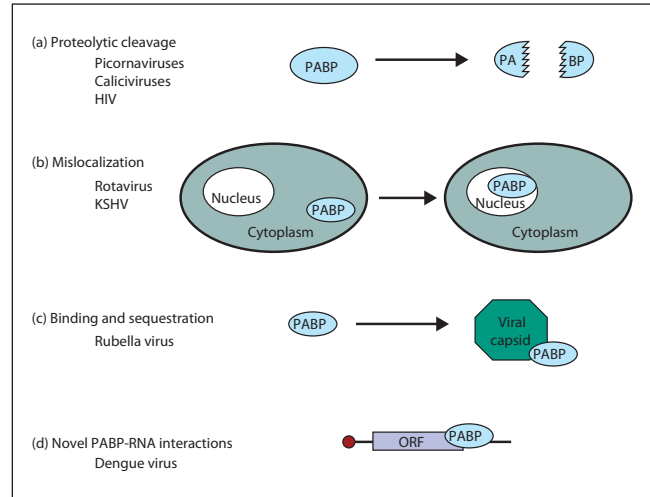 (a) Proteolytic cleavage
Picornaviruses
Caliciviruses
HIV
PABP
PA
BP
(b) Mislocalization
Rotavirus
KSHV
Nucleus
PABP
Cytoplasm
PABP
Nucleus
Cytoplasm
(c) Binding and sequestration
Rubella virus
PABP
Viral
capsid
PABP
(d) Novel PABP-RNA interactions
Dengue virus
ORF
PABP